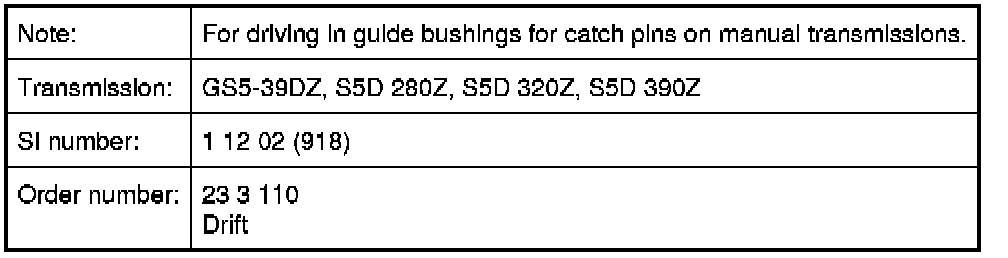 Note: For driving in guide bushings for catch pins on manual transmissions.
Transmission: GS5-39DZ, S5D 280Z, S5D 320Z, S5D 390Z
SI number: 1 12 02 (918)
Order number: 23 3 110
Drift